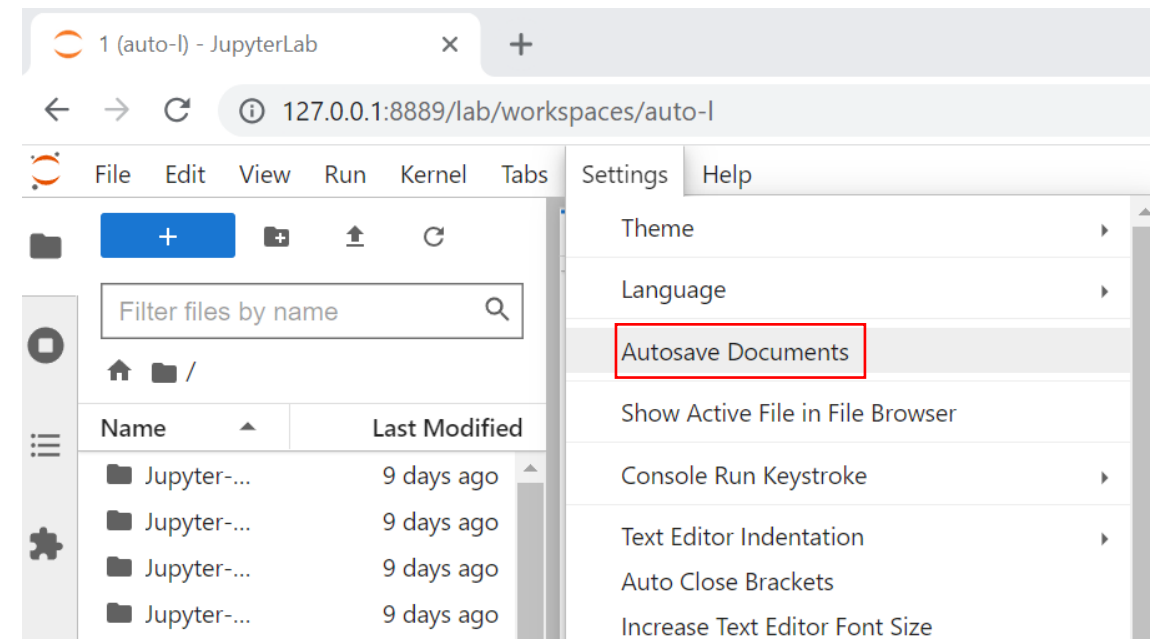 1 (auto-l) - JupyterLab
127.0.0.1:8889/lab/workspaces/auto-l
File Edit View Run Kernel Tabs Settings Help
Filter files by name
/
Name Last Modified
Jupyter-... 9 days ago
Jupyter-... 9 days ago
Jupyter-... 9 days ago
Jupyter-... 9 days ago
Theme
Language
Autosave Documents
Show Active File in File Browser
Console Run Keystroke
Text Editor Indentation
Auto Close Brackets
Increase Text Editor Font Size